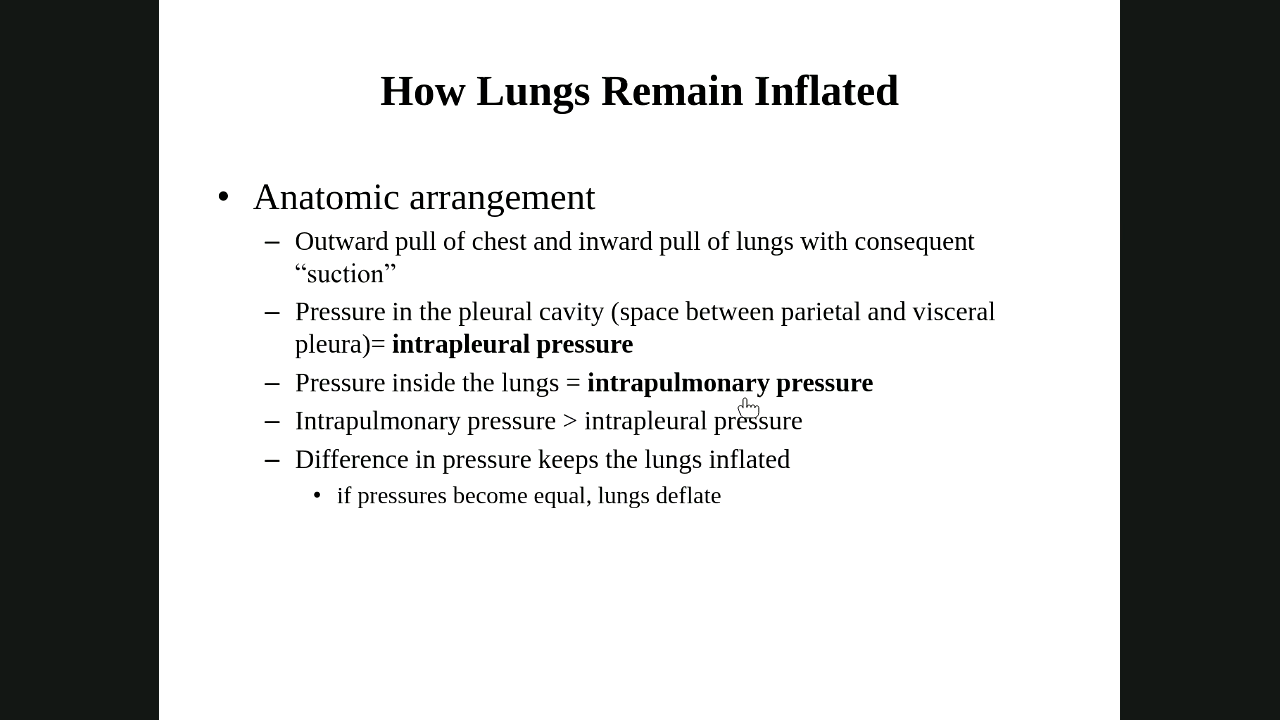 How Lungs Remain Inflated
• Anatomic arrangement
– Outward pull of chest and inward pull of lungs with consequent
“suction”
– Pressure in the pleural cavity (space between parietal and visceral
pleura)= intrapleural pressure
– Pressure inside the lungs = intrapulmonary pressure
– Intrapulmonary pressure > intrapleural pressure
– Difference in pressure keeps the lungs inflated
• if pressures become equal, lungs deflate